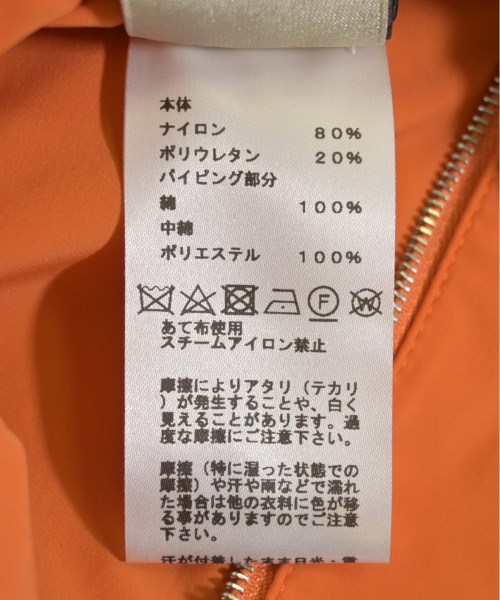 本体
ナイロン 80%
ポリウレタン 20%
パイピング部分
綿 100%
中綿
ポリエステル 100%
F W
あて布使用
スチームアイロン禁止
摩擦によりアタリ（テカリ
）が発生することや、白く
見えることがあります。過
度な摩擦にご注意下さい。
摩擦（特に湿った状態での
摩擦）や汗や雨などで濡れ
た場合は他の衣料に色が移
る事がありますのでご注意
下さい。